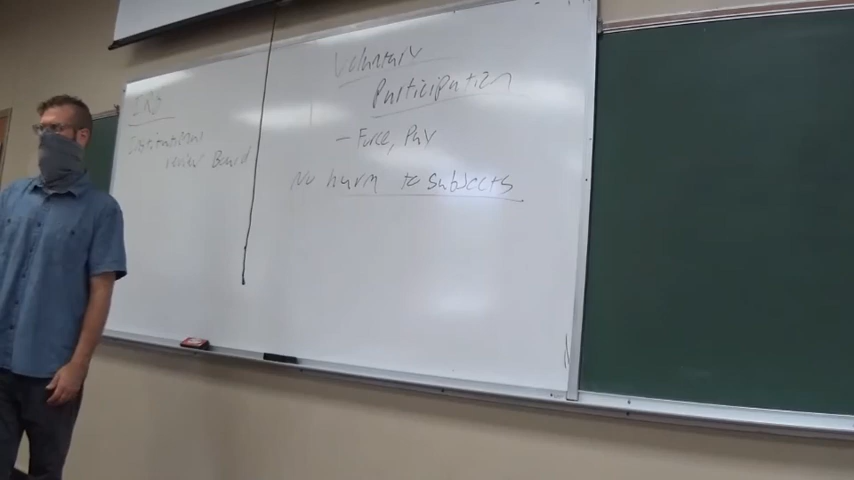 IRB
Institutional
review Board
Voluntary
Participation
- Force, Pay
No harm to subjects